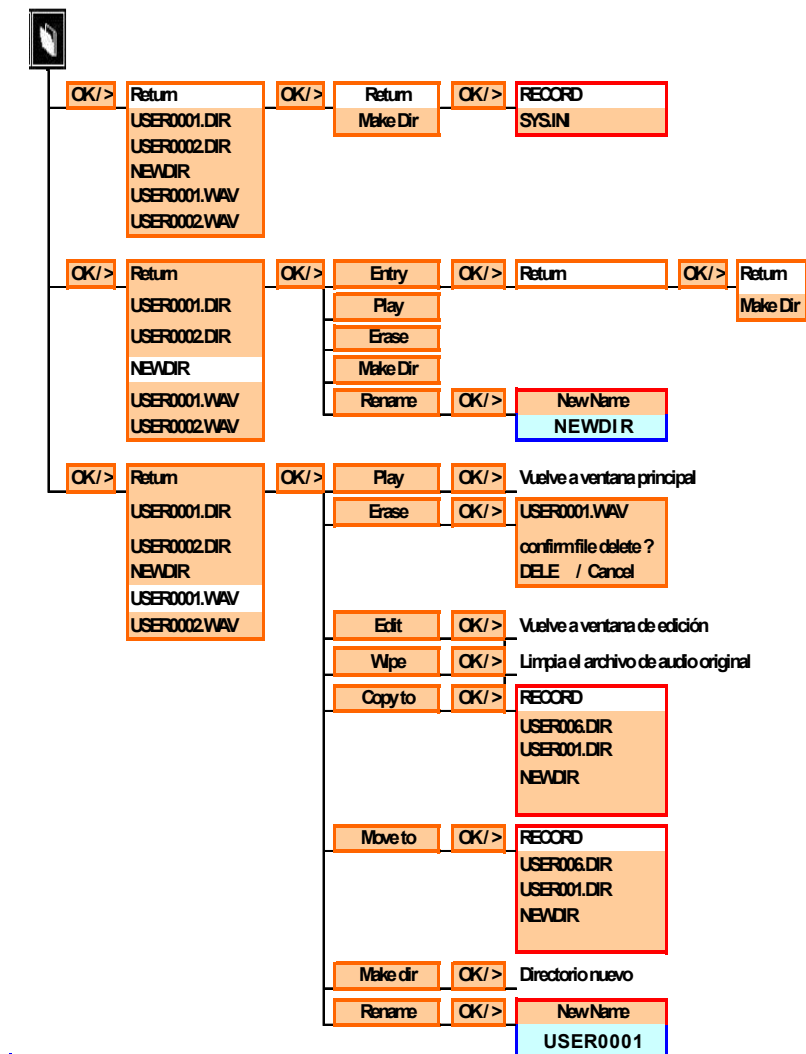 OK/ > Return OK/ > Return OK/ > RECORD
USER0001.DIR Make Dir SYS.INI
USER0002.DIR
NEWDIR
USER0001.WAV
USER0002.WAV
OK/ > Return OK/ > Entry OK/ > Return OK/ > Return
USER0001.DIR Play Make Dir
USER0002.DIR Erase
NEWDIR Make Dir
USER0001.WAV Rename OK/ > New Name
USER0002.WAV NEWDIR
OK/ > Return OK/ > Play OK/ > Vuelve a ventana principal
USER0001.DIR Erase OK/ > USER0001.WAV
USER0002.DIR confirm file delete ?
NEWDIR DELE / Cancel
USER0001.WAV
USER0002.WAV Edit OK/ > Vuelve a ventana de edición
Wipe OK/ > Limpia el archivo de audio original
Copy to OK/ > RECORD
USER006.DIR
USER001.DIR
NEWDIR
Move to OK/ > RECORD
USER006.DIR
USER001.DIR
NEWDIR
Make dir OK/ > Directorio nuevo
Rename OK/ > New Name
USER0001